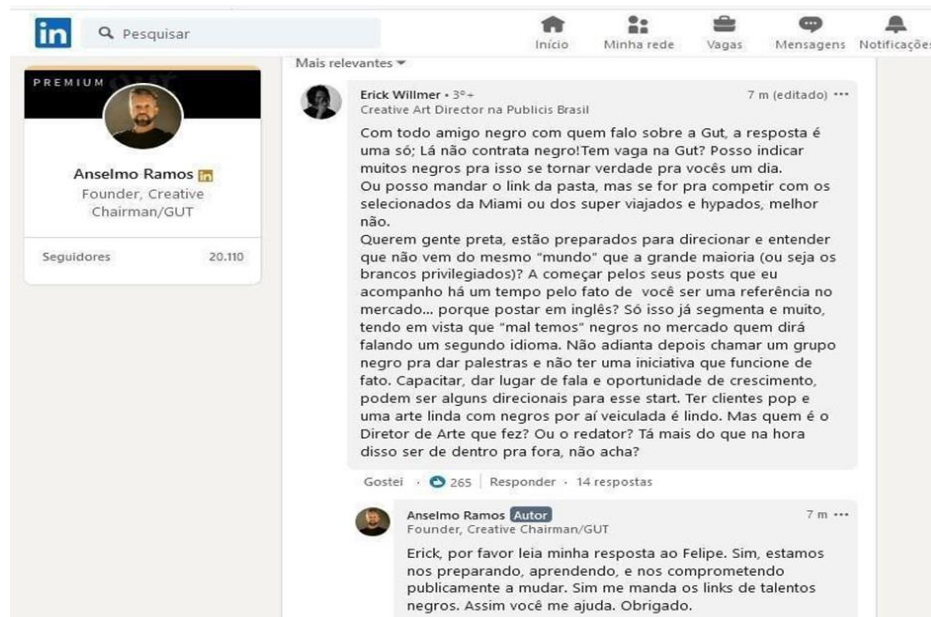 in
Pesquisar
Início
Minha rede
Vagas
Mensagens
Notificações
PREMIUM
Anselmo Ramos in
Founder, Creative
Chairman/GUT
Seguidores 20.110
Mais relevantes
Erick Willmer • 3º+
7 m (editado) •••
Creative Art Director na Publicis Brasil
Com todo amigo negro com quem falo sobre a Gut, a resposta é
uma só; Lá não contrata negro!Tem vaga na Gut? Posso indicar
muitos negros pra isso se tornar verdade pra vocês um dia.
Ou posso mandar o link da pasta, mas se for pra competir com os
selecionados da Miami ou dos super viajados e hypados, melhor
não.
Querem gente preta, estão preparados para direcionar e entender
que não vem do mesmo “mundo” que a grande maioria (ou seja os
brancos privilegiados)? A começar pelos seus posts que eu
acompanho há um tempo pelo fato de você ser uma referência no
mercado... porque postar em inglês? Só isso já segmenta e muito,
tendo em vista que “mal temos” negros no mercado quem dirá
falando um segundo idioma. Não adianta depois chamar um grupo
negro pra dar palestras e não ter uma iniciativa que funcione de
fato. Capacitar, dar lugar de fala e oportunidade de crescimento,
podem ser alguns direcionais para esse start. Ter clientes pop e
uma arte linda com negros por aí veiculada é lindo. Mas quem é o
Diretor de Arte que fez? Ou o redator? Tá mais do que na hora
disso ser de dentro pra fora, não acha?
Gostei · 265 | Responder · 14 respostas
Anselmo Ramos Autor
7 m •••
Founder, Creative Chairman/GUT
Erick, por favor leia minha resposta ao Felipe. Sim, estamos
nos preparando, aprendendo, e nos comprometendo
publicamente a mudar. Sim me manda os links de talentos
negros. Assim você me ajuda. Obrigado.